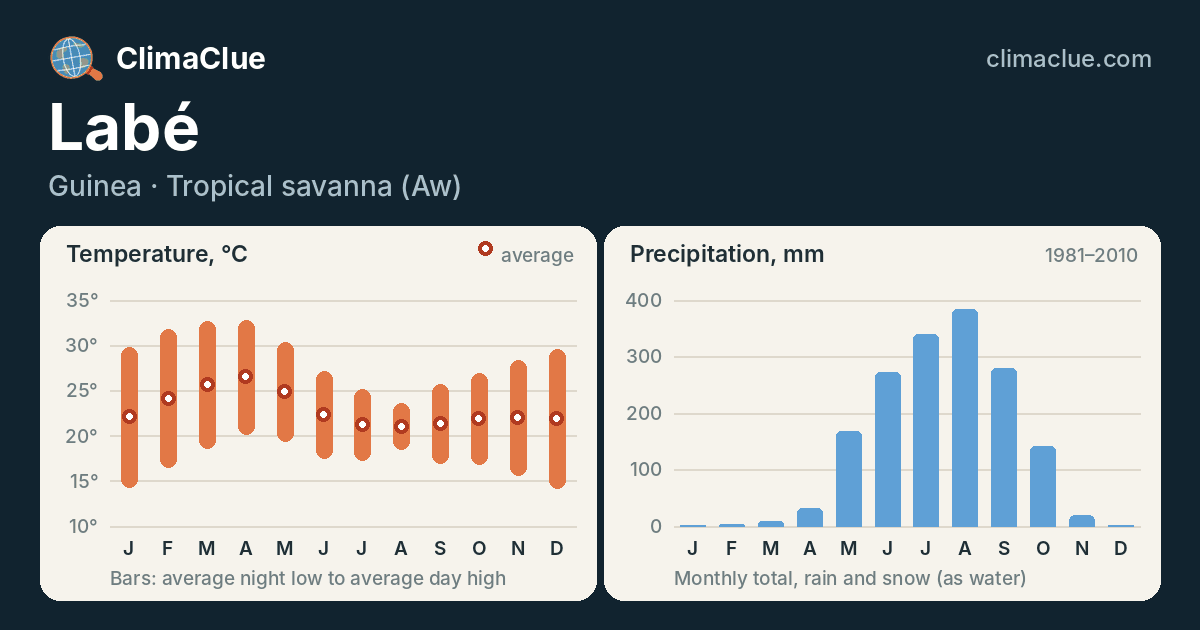 ClimaClue
climaclue.com
Labé
Guinea · Tropical savanna (Aw)
Temperature, °C
average
35°
30°
25°
20°
15°
10°
J F M A M J J A S O N D
Bars: average night low to average day high
Precipitation, mm
1981–2010
400
300
200
100
0
J F M A M J J A S O N D
Monthly total, rain and snow (as water)